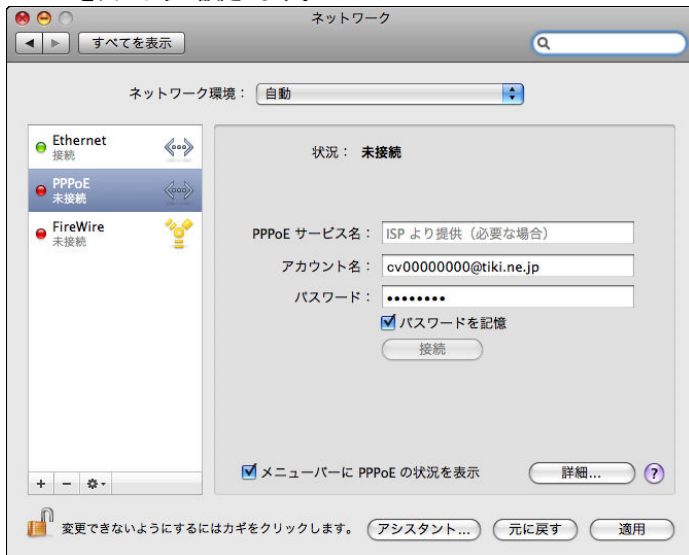 ネットワーク
すべてを表示
ネットワーク環境： 自動
Ethernet
接続
PPPoE
未接続
FireWire
未接続
状況： 未接続
PPPoE サービス名： ISP より提供（必要な場合）
アカウント名： cv00000000@tiki.ne.jp
パスワード： ••••••••
パスワードを記憶
接続
メニューバーに PPPoE の状況を表示
詳細... ?
変更できないようにするにはカギをクリックします。 アシスタント... 元に戻す 適用